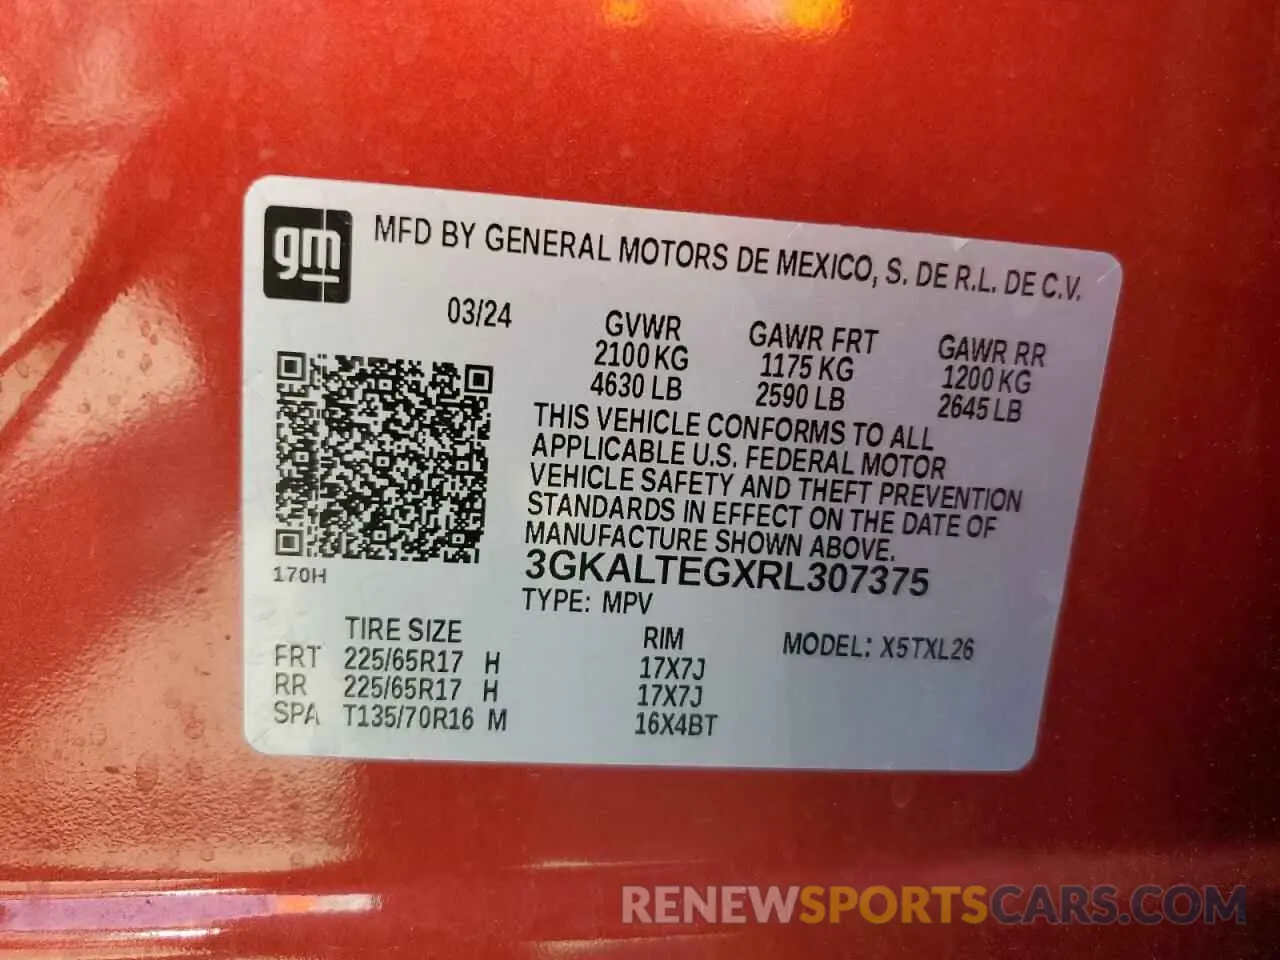 gm
MFD BY GENERAL MOTORS DE MEXICO, S. DE R.L. DE C.V.
03/24
GVWR GAWR FRT GAWR RR
2100 KG 1175 KG 1200 KG
4630 LB 2590 LB 2645 LB
THIS VEHICLE CONFORMS TO ALL
APPLICABLE U.S. FEDERAL MOTOR
VEHICLE SAFETY AND THEFT PREVENTION
STANDARDS IN EFFECT ON THE DATE OF
MANUFACTURE SHOWN ABOVE.
170H
3GKALTEGXRL307375
TYPE: MPV
TIRE SIZE RIM MODEL: X5TXL26
FRT 225/65R17 H 17X7J
RR 225/65R17 H 17X7J
SPA T135/70R16 M 16X4BT
RENEWSPORTSCARS.COM